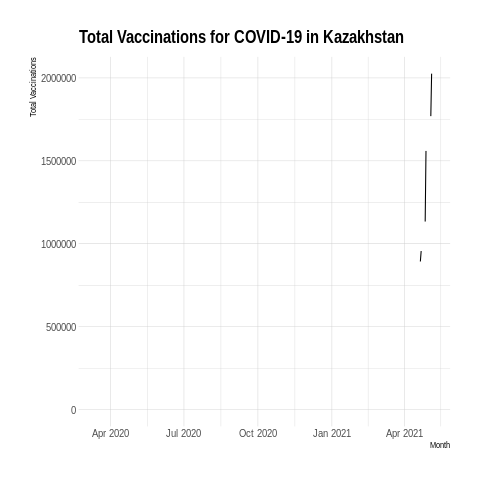 Total Vaccinations for COVID-19 in Kazakhstan
Total Vaccinations
2000000
1500000
1000000
500000
0
Apr 2020 Jul 2020 Oct 2020 Jan 2021 Apr 2021
Month